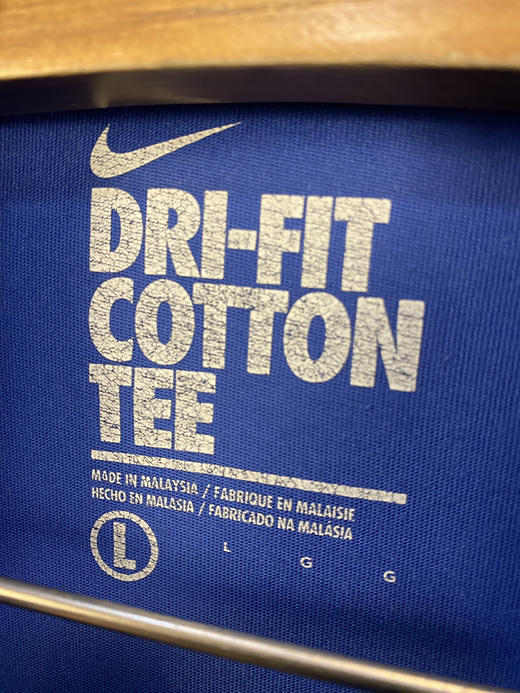 DRI-FIT
COTTON
TEE
MADE IN MALAYSIA / FABRIQUE EN MALAISIE
HECHO EN MALASIA / FABRICADO NA MALÁSIA
L L G G